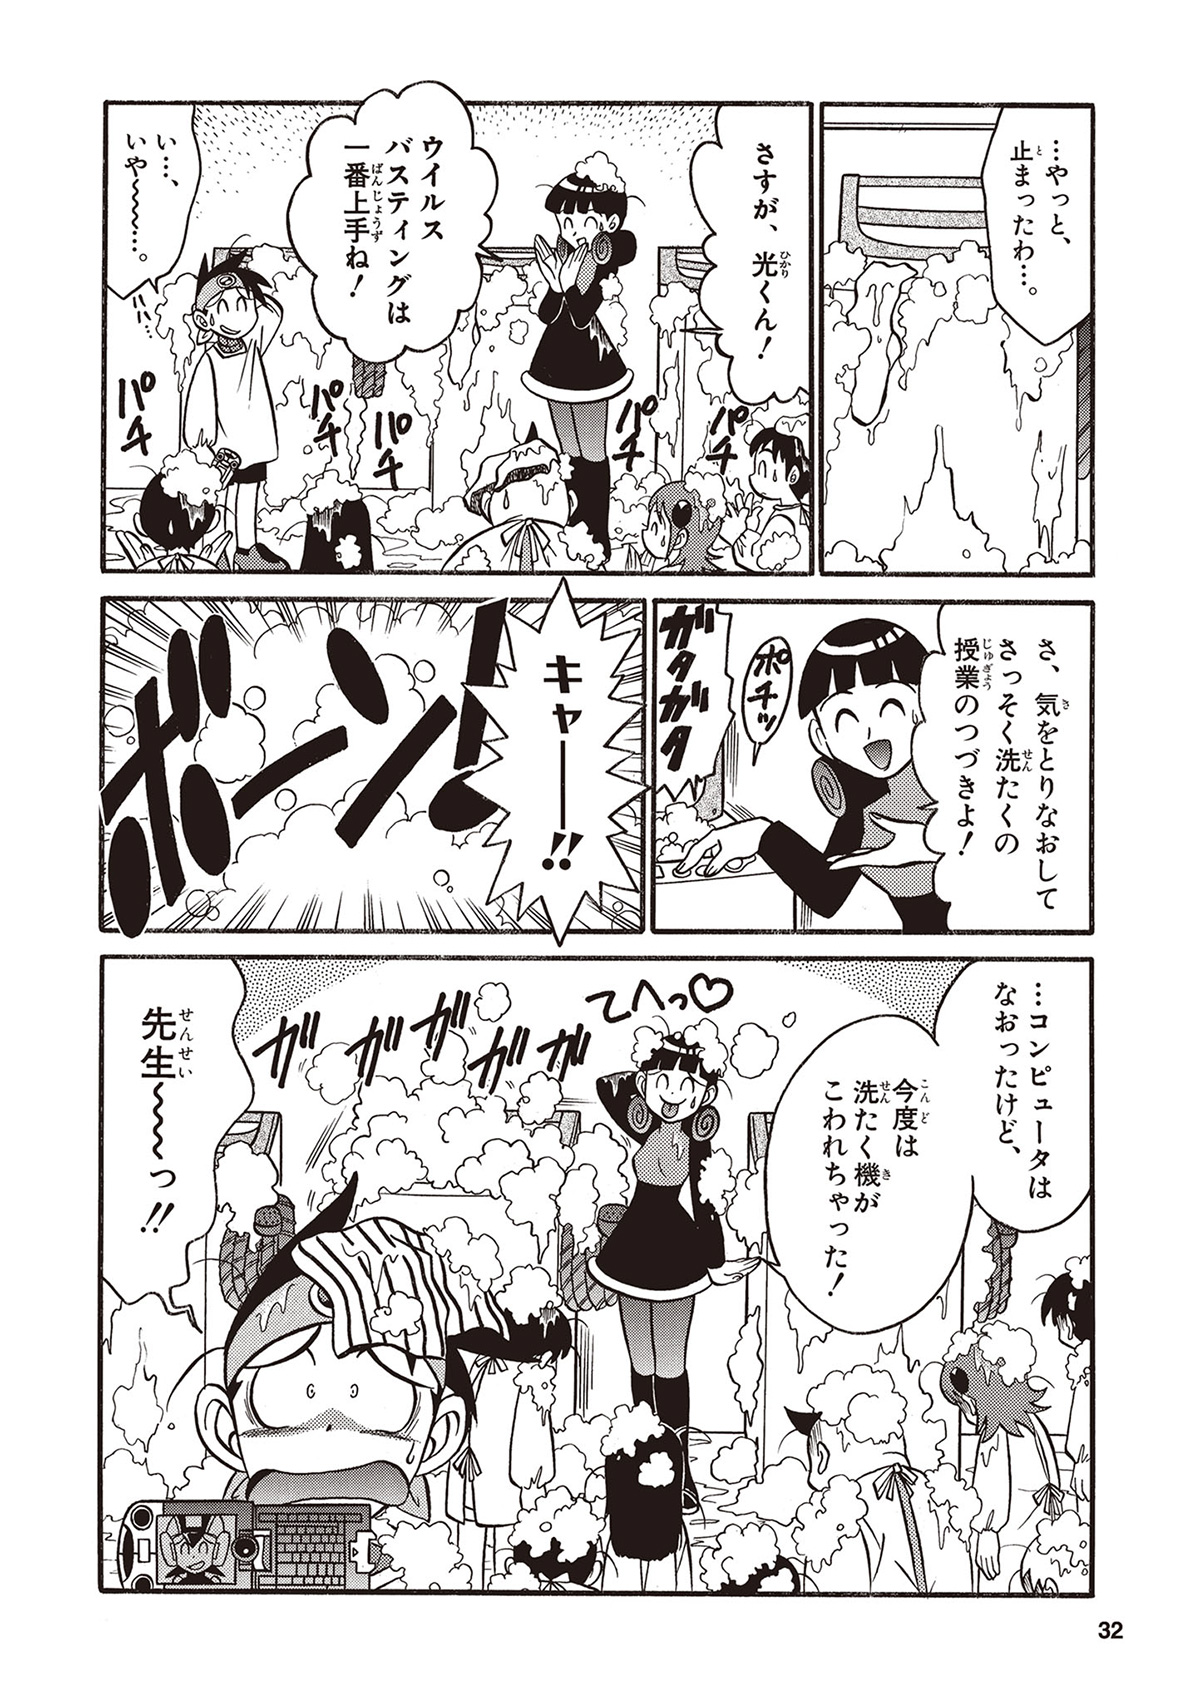 …やっと、
止まったわ…。
さすが、光くん！
ウイルス
バスティングは
一番上手ね！
い…、
いや〜〜…。
パチ
パチ
パチ
パチ
さ、気をとりなおして
さっそく洗たくの
授業のつづきよ！
ポチッ
ガタガタ
キャーー!!
ボーン!
…コンピュータは
なおったけど、
今度は
洗たく機が
こわれちゃった！
てへっ♡
ガガガガガ
先生〜〜〜っ!!
32